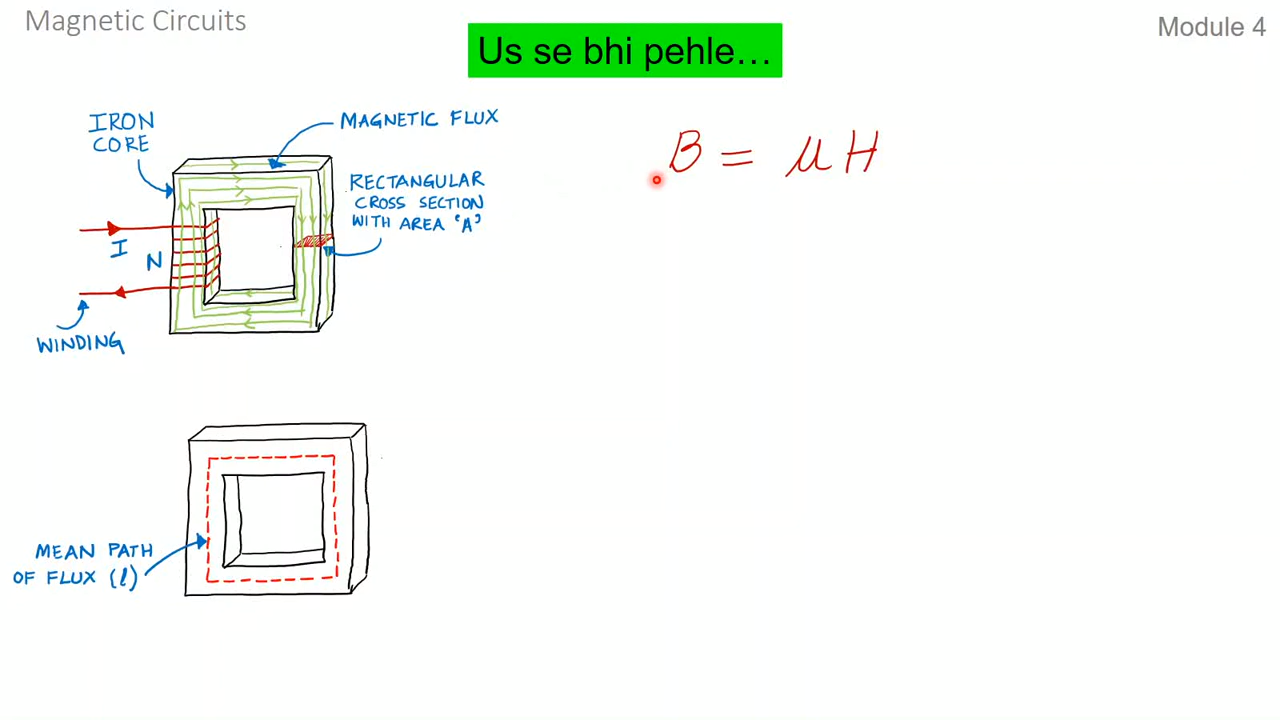 Magnetic Circuits
Module 4
Us se bhi pehle…
IRON
CORE
MAGNETIC FLUX
RECTANGULAR
CROSS SECTION
WITH AREA 'A'
I
N
WINDING
B = μH
MEAN PATH
OF FLUX (l)